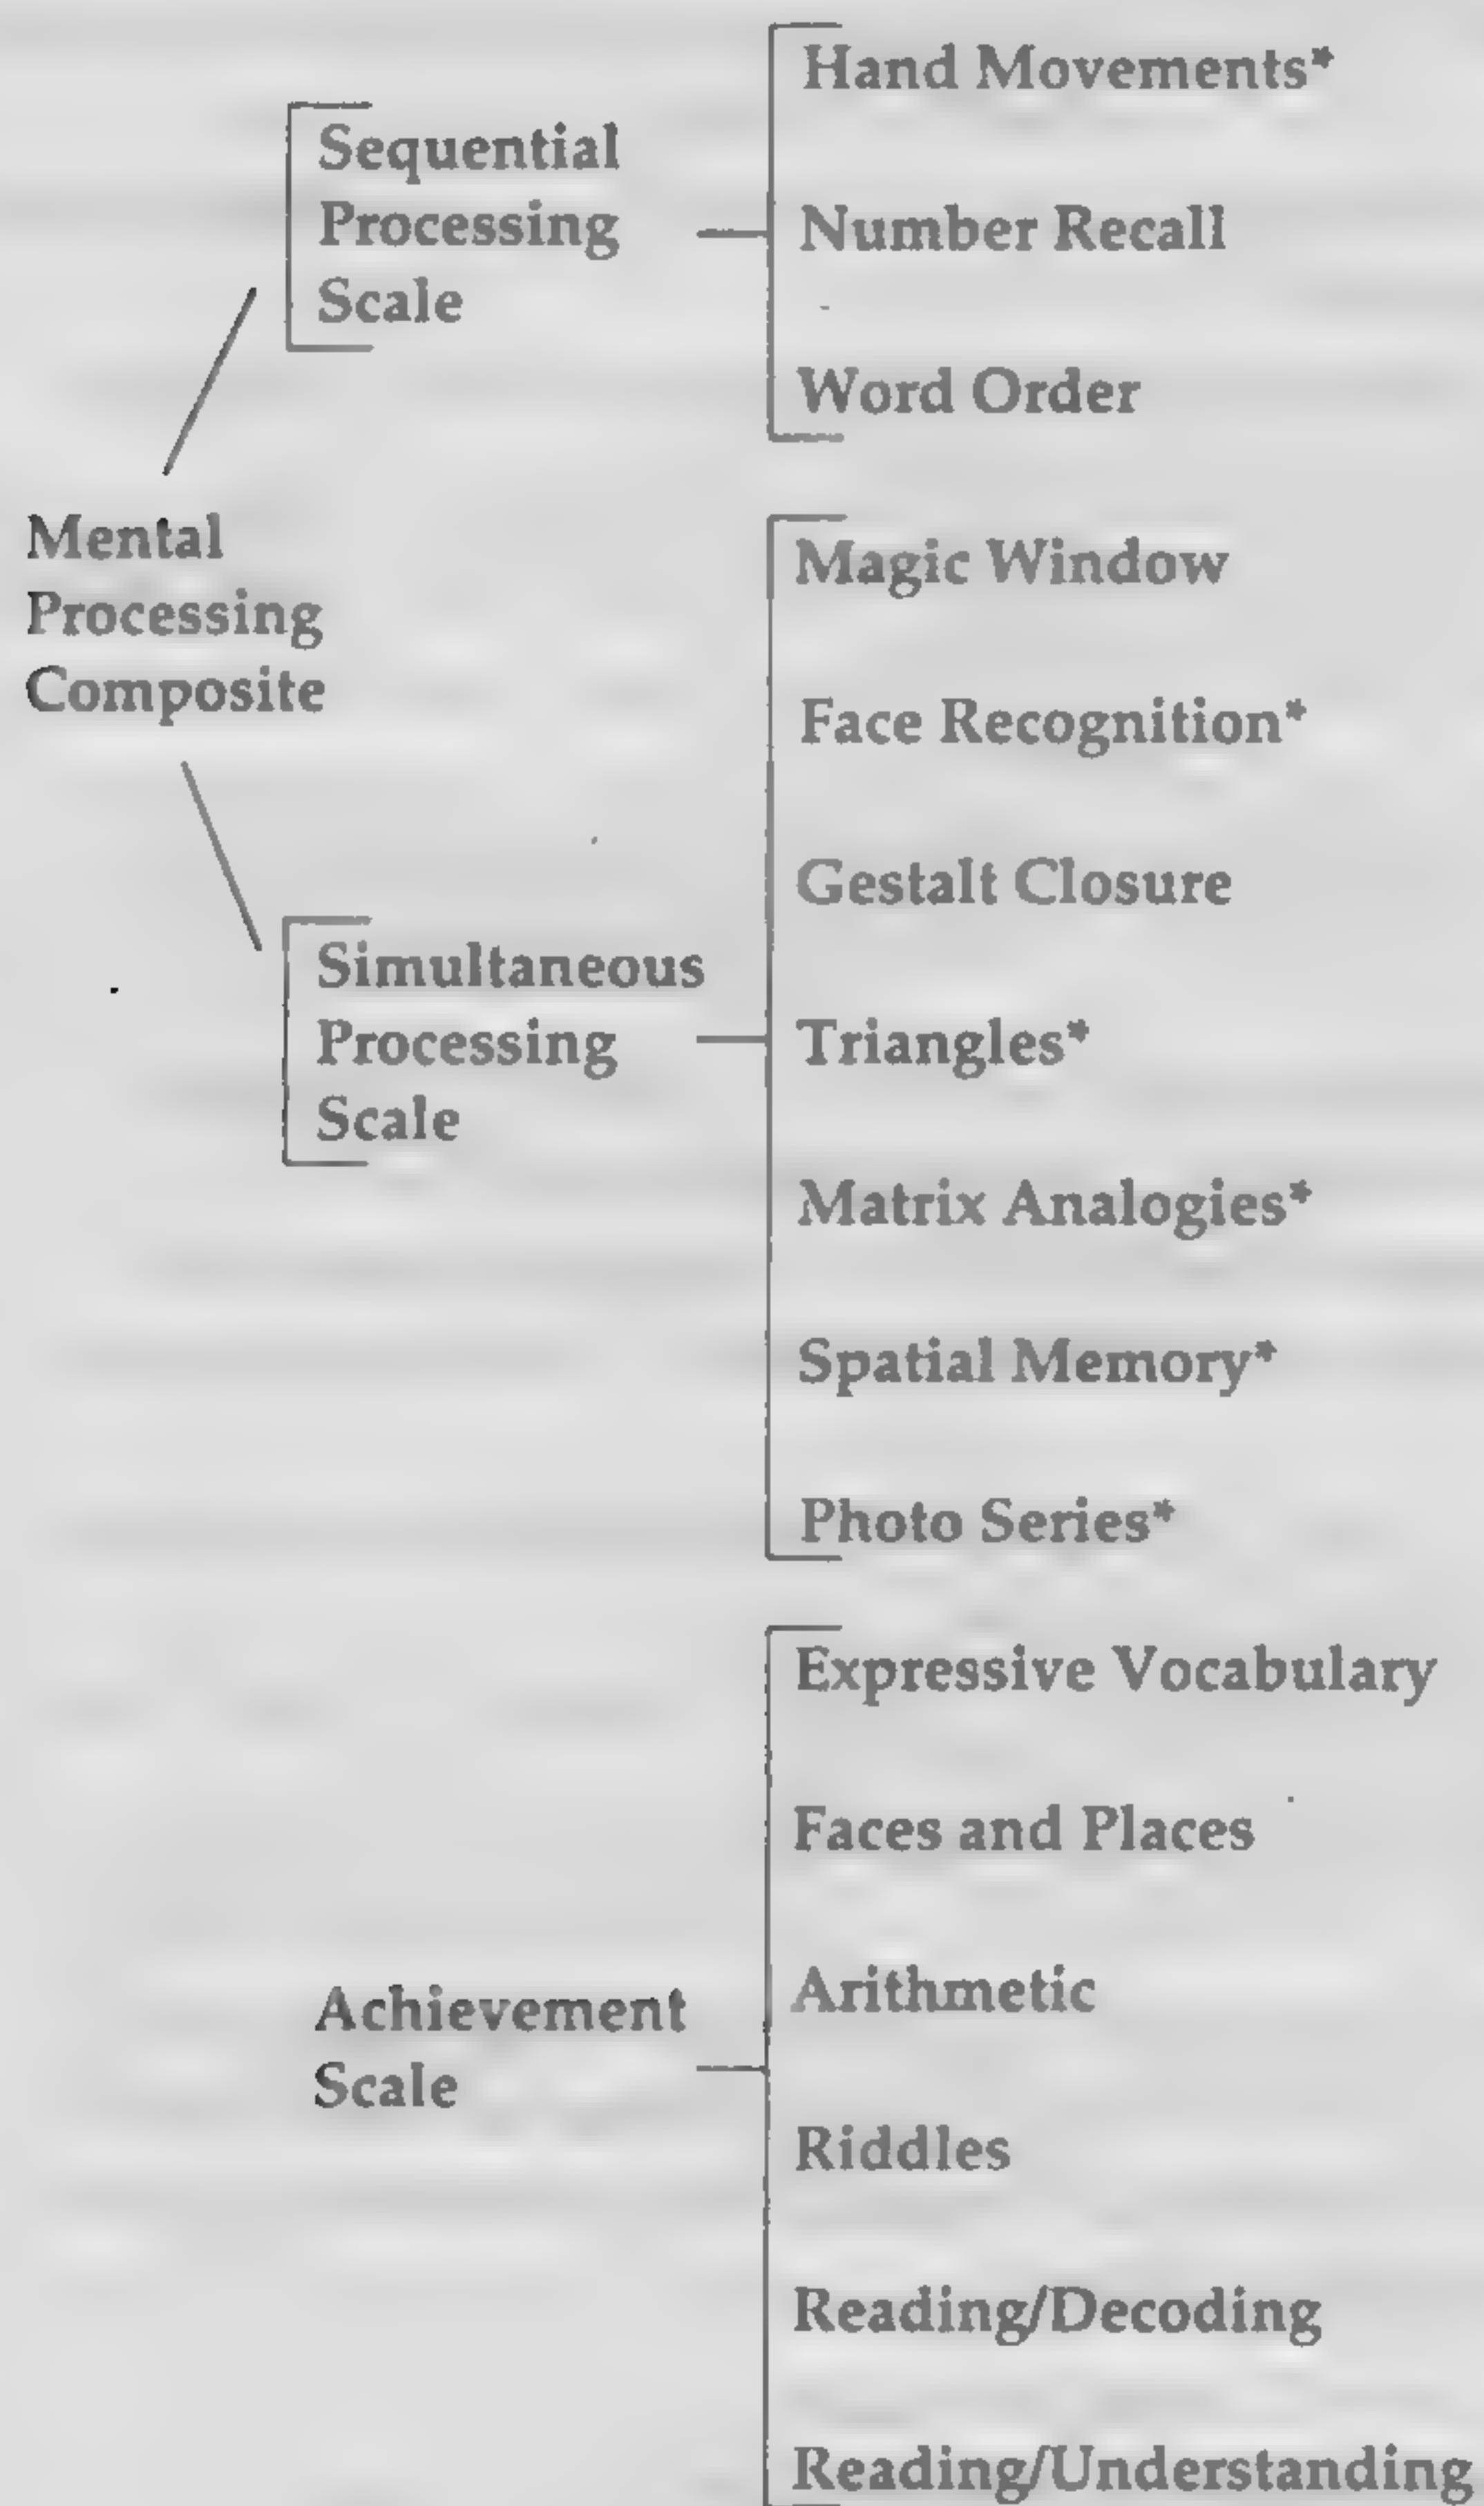 Hand Movements*
Sequential
Processing
Scale
Number Recall
Word Order
Mental
Processing
Composite
Magic Window
Face Recognition*
Gestalt Closure
Simultaneous
Processing
Scale
Triangles*
Matrix Analogies*
Spatial Memory*
Photo Series*
Expressive Vocabulary
Faces and Places
Arithmetic
Achievement
Scale
Riddles
Reading/Decoding
Reading/Understanding